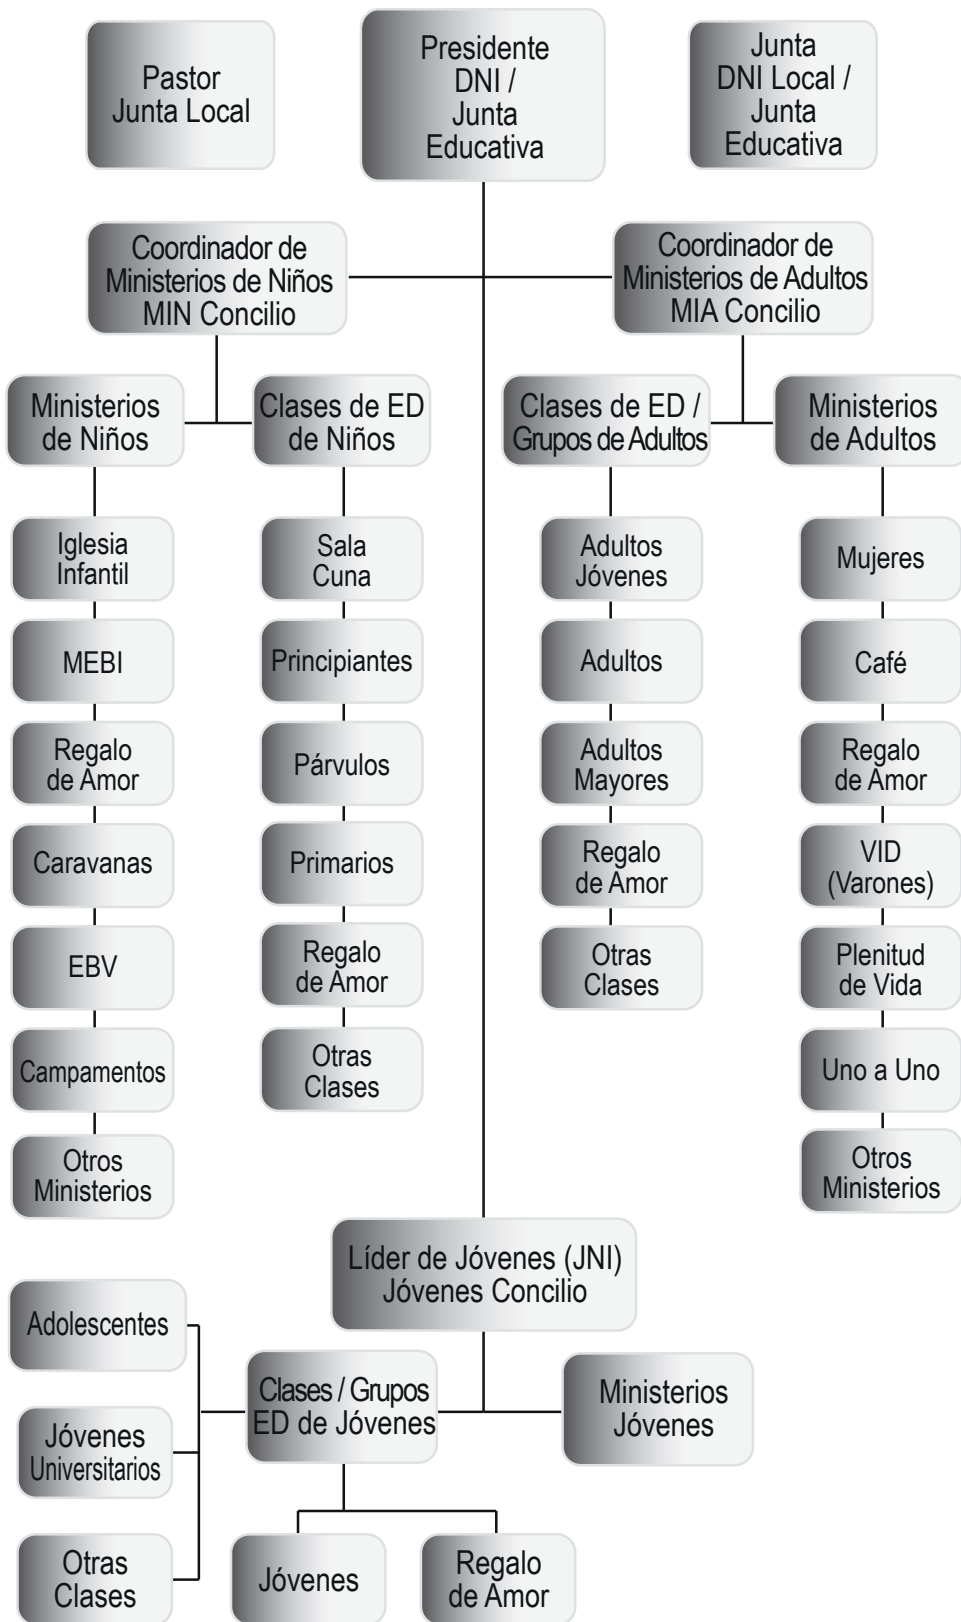 Pastor
Junta Local
Presidente
DNI /
Junta
Educativa
Junta
DNI Local /
Junta
Educativa
Coordinador de
Ministerios de Niños
MIN Concilio
Coordinador de
Ministerios de Adultos
MIA Concilio
Ministerios
de Niños
Clases de ED
de Niños
Clases de ED /
Grupos de Adultos
Ministerios
de Adultos
Iglesia
Infantil
MEBI
Regalo
de Amor
Caravanas
EBV
Campamentos
Otros
Ministerios
Sala
Cuna
Principiantes
Párvulos
Primarios
Regalo
de Amor
Otras
Clases
Adultos
Jóvenes
Adultos
Adultos
Mayores
Regalo
de Amor
Otras
Clases
Mujeres
Café
Regalo
de Amor
VID
(Varones)
Plenitud
de Vida
Uno a Uno
Otros
Ministerios
Líder de Jóvenes (JNI)
Jóvenes Concilio
Adolescentes
Jóvenes
Universitarios
Otras
Clases
Clases / Grupos
ED de Jóvenes
Ministerios
Jóvenes
Jóvenes
Regalo
de Amor